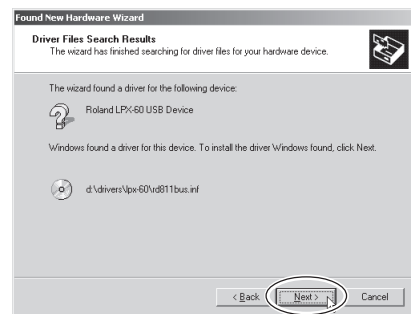 Found New Hardware Wizard
Driver Files Search Results
The wizard has finished searching for driver files for your hardware device.
The wizard found a driver for the following device:
Roland LPX-60 USB Device
Windows found a driver for this device. To install the driver Windows found, click Next.
d:\drivers\lpx-60\rd811bus.inf
< Back Next > Cancel